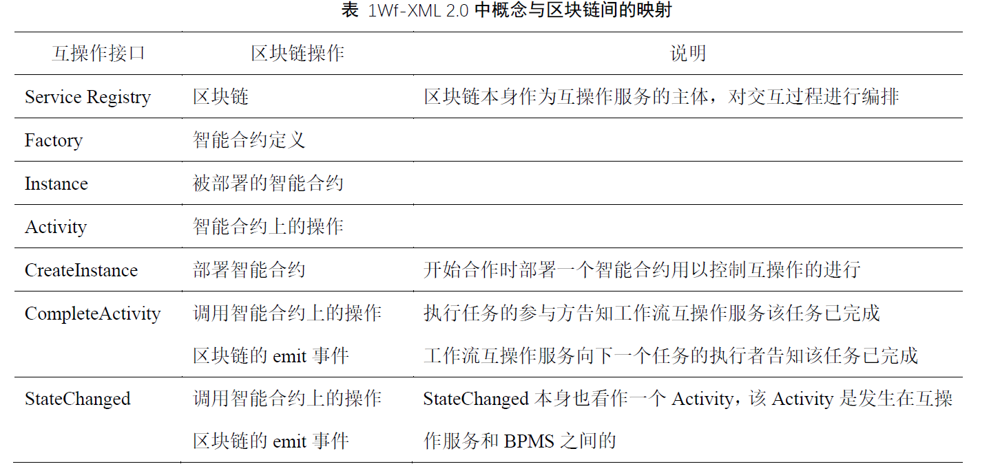 表 1Wf-XML 2.0 中概念与区块链间的映射
互操作接口 区块链操作 说明
Service Registry 区块链 区块链本身作为互操作服务的主体，对交互过程进行编排
Factory 智能合约定义
Instance 被部署的智能合约
Activity 智能合约上的操作
CreateInstance 部署智能合约 开始合作时部署一个智能合约用以控制互操作的进行
CompleteActivity 调用智能合约上的操作 执行任务的参与方告知工作流互操作服务该任务已完成
区块链的 emit 事件 工作流互操作服务向下一个任务的执行者告知该任务已完成
StateChanged 调用智能合约上的操作 StateChanged 本身也看作一个 Activity，该 Activity 是发生在互操
区块链的 emit 事件 作服务和 BPMS 之间的